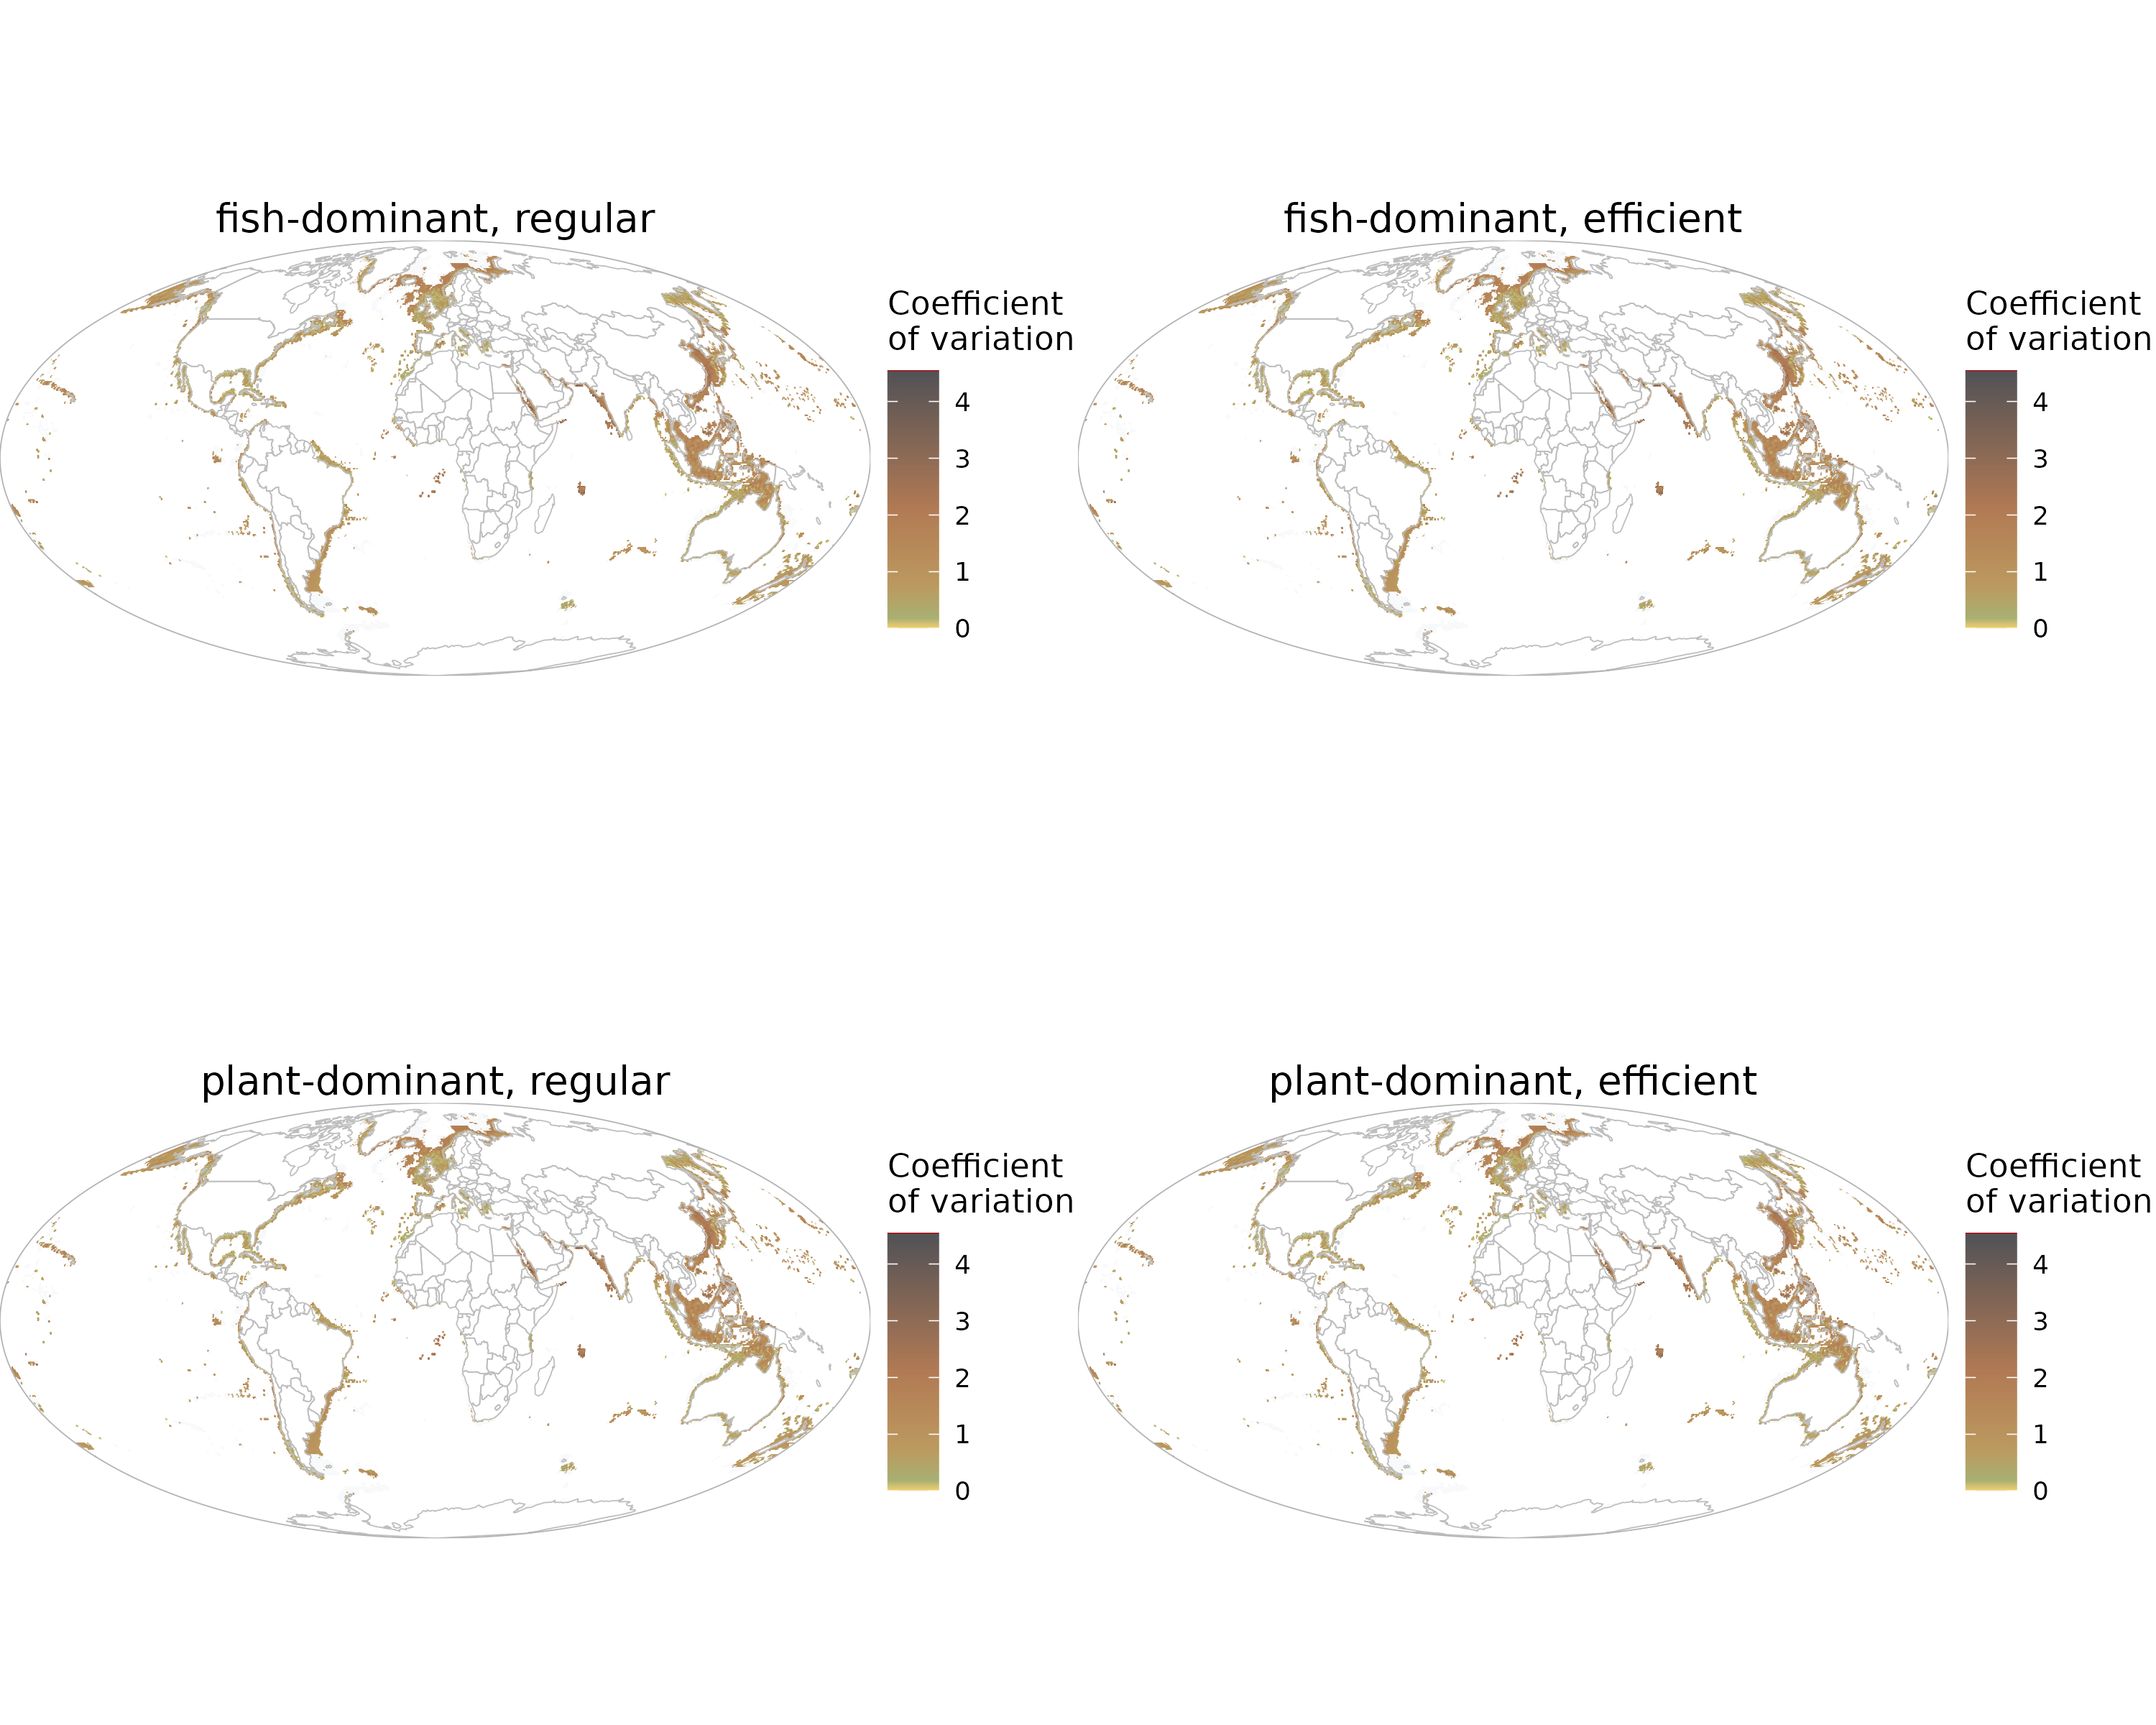 fish-dominant, regular
Coefficient
of variation
4
3
2
1
0
fish-dominant, efficient
Coefficient
of variation
4
3
2
1
0
plant-dominant, regular
Coefficient
of variation
4
3
2
1
0
plant-dominant, efficient
Coefficient
of variation
4
3
2
1
0